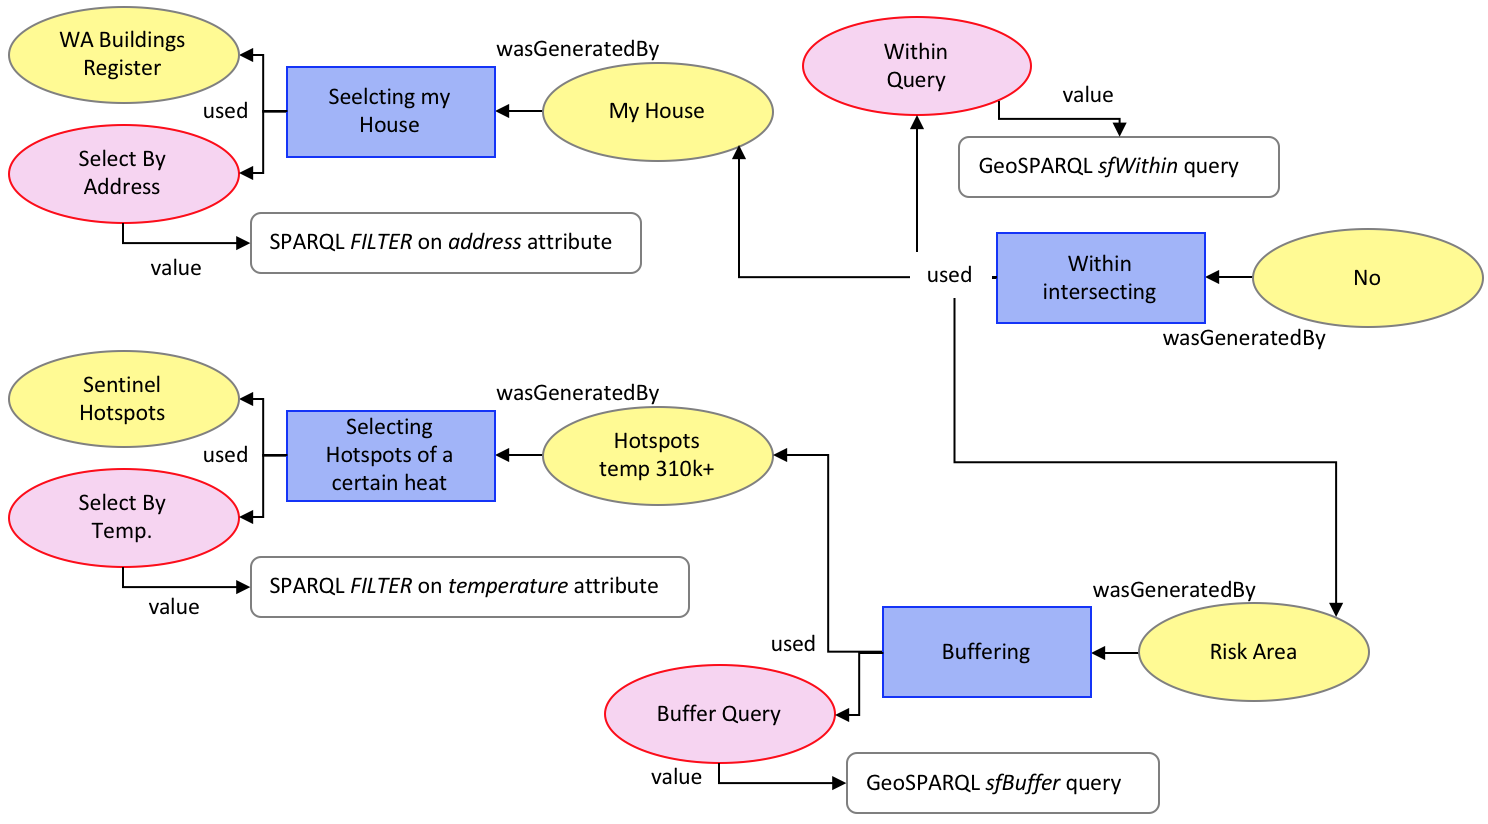 WA Buildings
Register
used
Select By
Address
value
SPARQL FILTER on address attribute
Seelcting my
House
wasGeneratedBy
My House
Within
Query
value
GeoSPARQL sfWithin query
used
Within
intersecting
wasGeneratedBy
No
Sentinel
Hotspots
used
Select By
Temp.
value
SPARQL FILTER on temperature attribute
Selecting
Hotspots of a
certain heat
wasGeneratedBy
Hotspots
temp 310k+
used
Buffer Query
value
GeoSPARQL sfBuffer query
Buffering
wasGeneratedBy
Risk Area